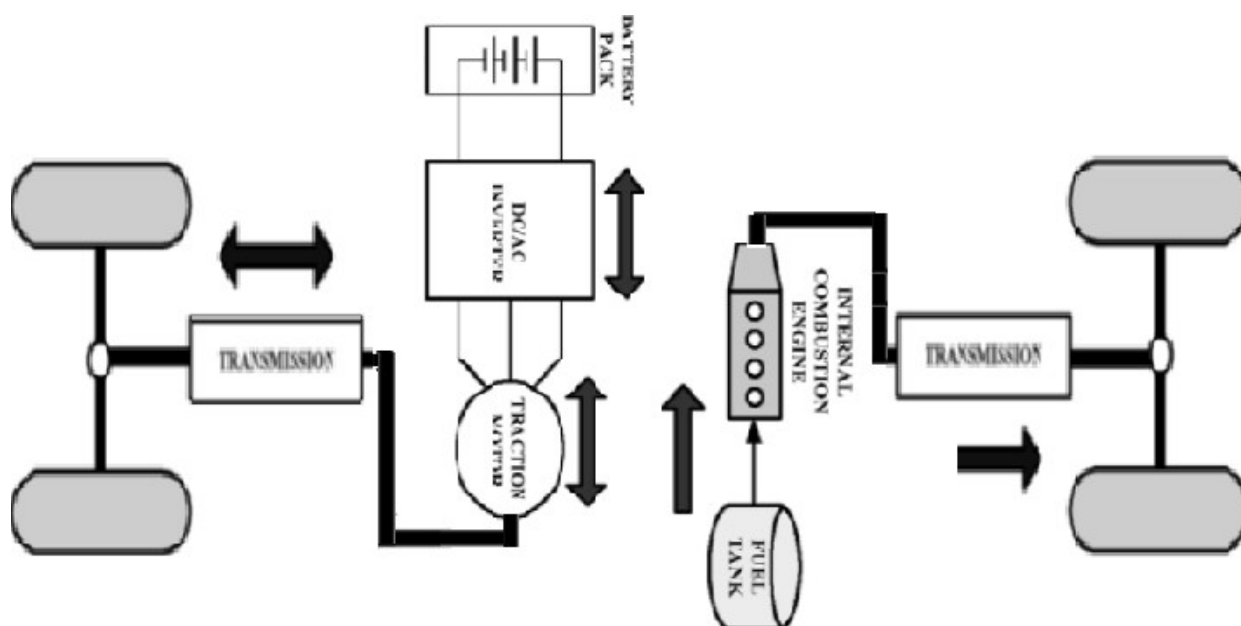 BATTERY
PACK
DC/AC
INVERTER
TRANSMISSION
TRACTION
MOTOR
INTERNAL
COMBUSTION
ENGINE
TRANSMISSION
FUEL
TANK